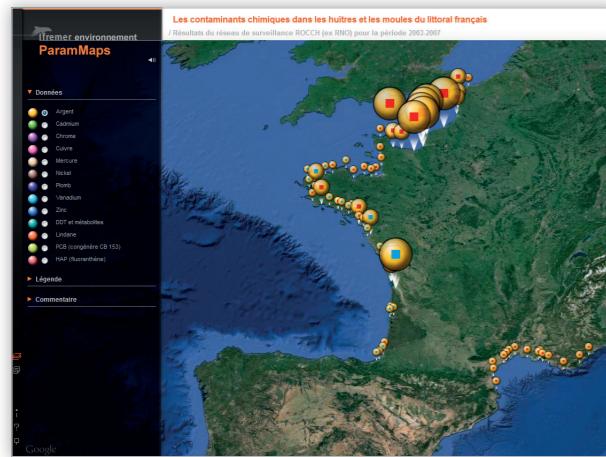 Ifremer environnement
ParamMaps
Les contaminants chimiques dans les huîtres et les moules du littoral français
/ Résultats du réseau de surveillance ROCCH (ex RNO) pour la période 2003-2007
Données
Argent
Cadmium
Chrome
Cuivre
Mercure
Nickel
Plomb
Vanadium
Zinc
DDT et métabolites
Lindane
PCB (congénère CB 153)
HAP (fluoranthène)
Légende
Commentaire
i
?
Google